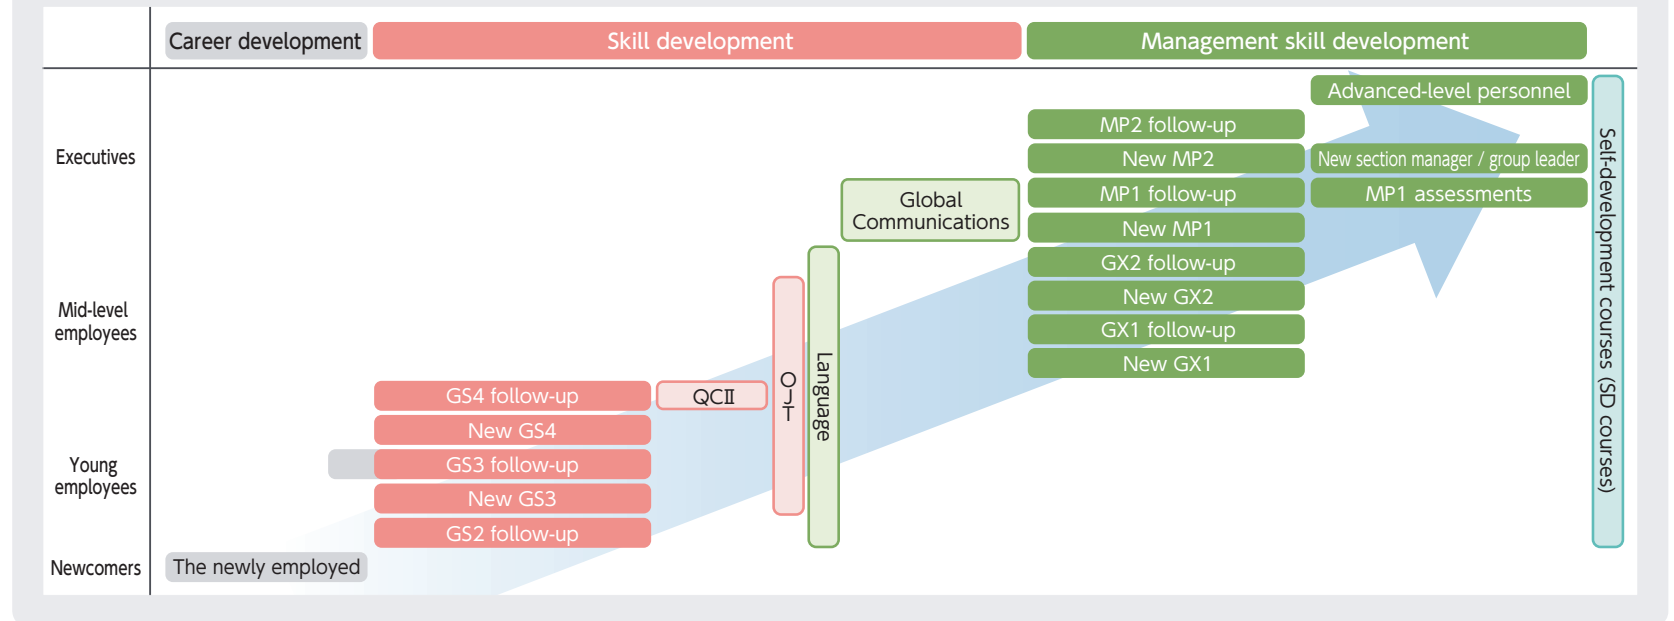 Career development
Skill development
Management skill development
Executives
Mid-level
employees
Young
employees
Newcomers
The newly employed
GS4 follow-up
New GS4
GS3 follow-up
New GS3
GS2 follow-up
QCII
OJT
Language
Global
Communications
MP2 follow-up
New MP2
MP1 follow-up
New MP1
GX2 follow-up
New GX2
GX1 follow-up
New GX1
Advanced-level personnel
New section manager / group leader
MP1 assessments
Self-development courses (SD courses)